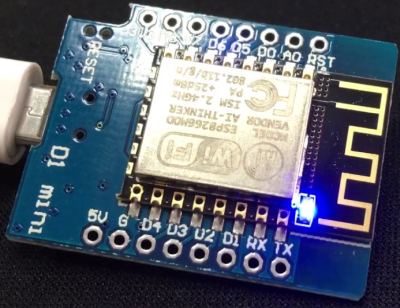 D6 D5 D0 A0 RST
RESET
MODEL ESP8266MOD
VENDOR AI-THINKER
ISM 2.4GHz
PA +25dBm
802.11b/g/n
FC
Wi Fi
D1 mini
5V G D4 D3 D2 D1 RX TX